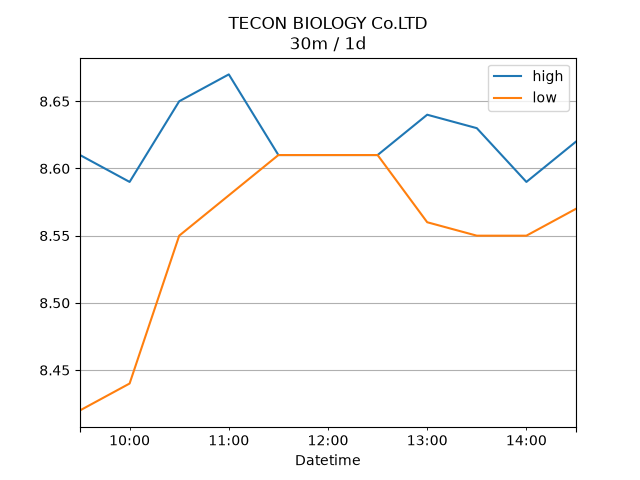 TECON BIOLOGY Co.LTD
30m / 1d
high
low
8.65
8.60
8.55
8.50
8.45
10:00 11:00 12:00 13:00 14:00
Datetime